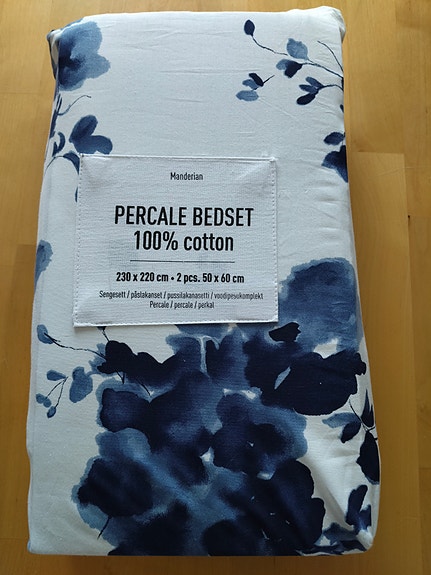 Manderian
PERCALE BEDSET
100% cotton
230 x 220 cm • 2 pcs. 50 x 60 cm
Sengesett / påslakanset / pussilakanasetti / voodipesukomplekt
Percale / percale / perkal